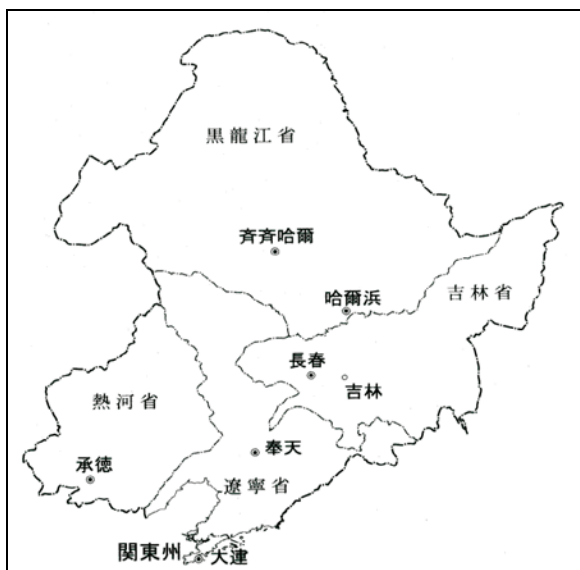 黒龍江省
斉斉哈爾
哈爾浜
吉林省
長春
吉林
熱河省
奉天
承徳
遼寧省
関東州
大連